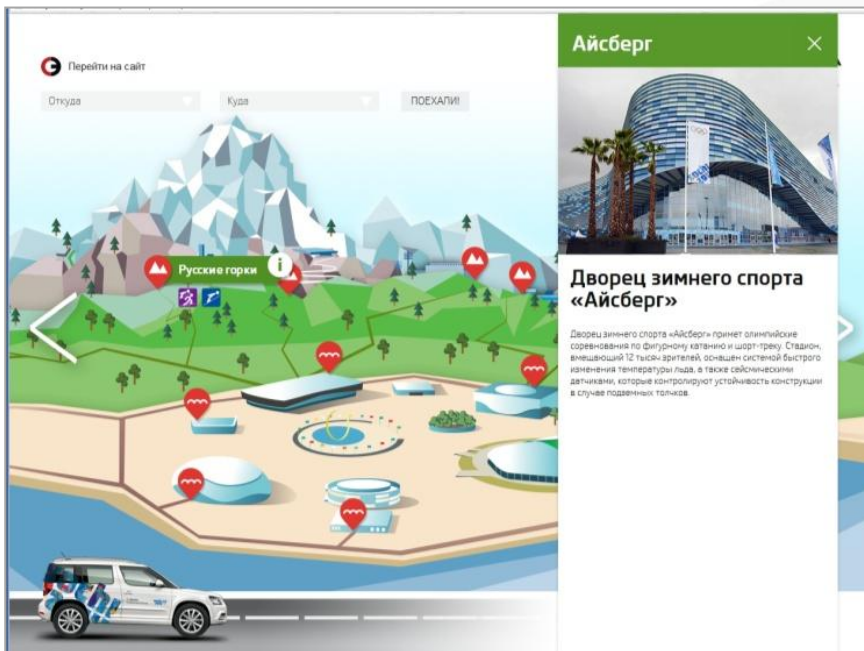 Перейти на сайт
Откуда
Куда
ПОЕХАЛИ!
Русские горки
i
Айсберг
Дворец зимнего спорта
«Айсберг»
Дворец зимнего спорта «Айсберг» примет олимпийские
соревнования по фигурному катанию и шорт-треку. Стадион,
вмещающий 12 тысяч зрителей, оснащен системой быстрого
изменения температуры льда, а также сейсмическими
датчиками, которые контролируют устойчивость конструкции
в случае подземных толчков.